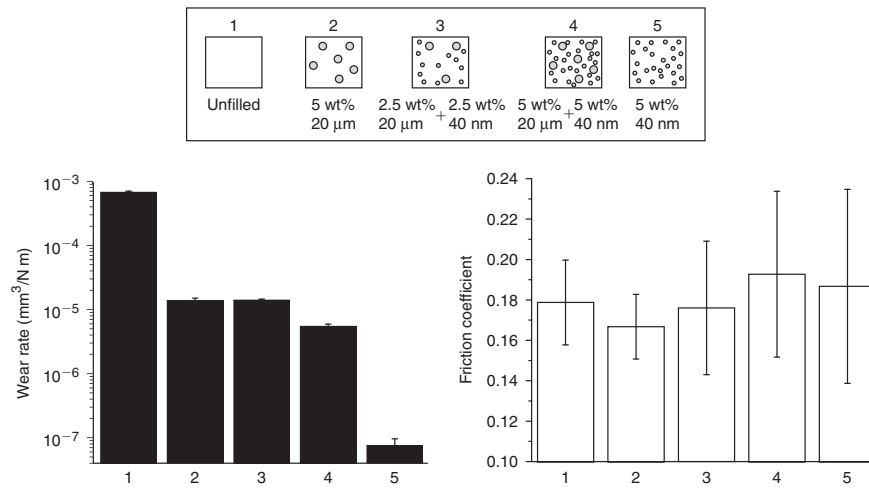 1 2 3 4 5
Unfilled 5 wt% 2.5 wt% + 2.5 wt% 5 wt% + 5 wt% 5 wt%
20 μm 20 μm 40 nm 20 μm 40 nm 40 nm
Wear rate (mm³/N m)
10⁻³
10⁻⁴
10⁻⁵
10⁻⁶
10⁻⁷
1 2 3 4 5
Friction coefficient
0.24
0.22
0.20
0.18
0.16
0.14
0.12
0.10
1 2 3 4 5